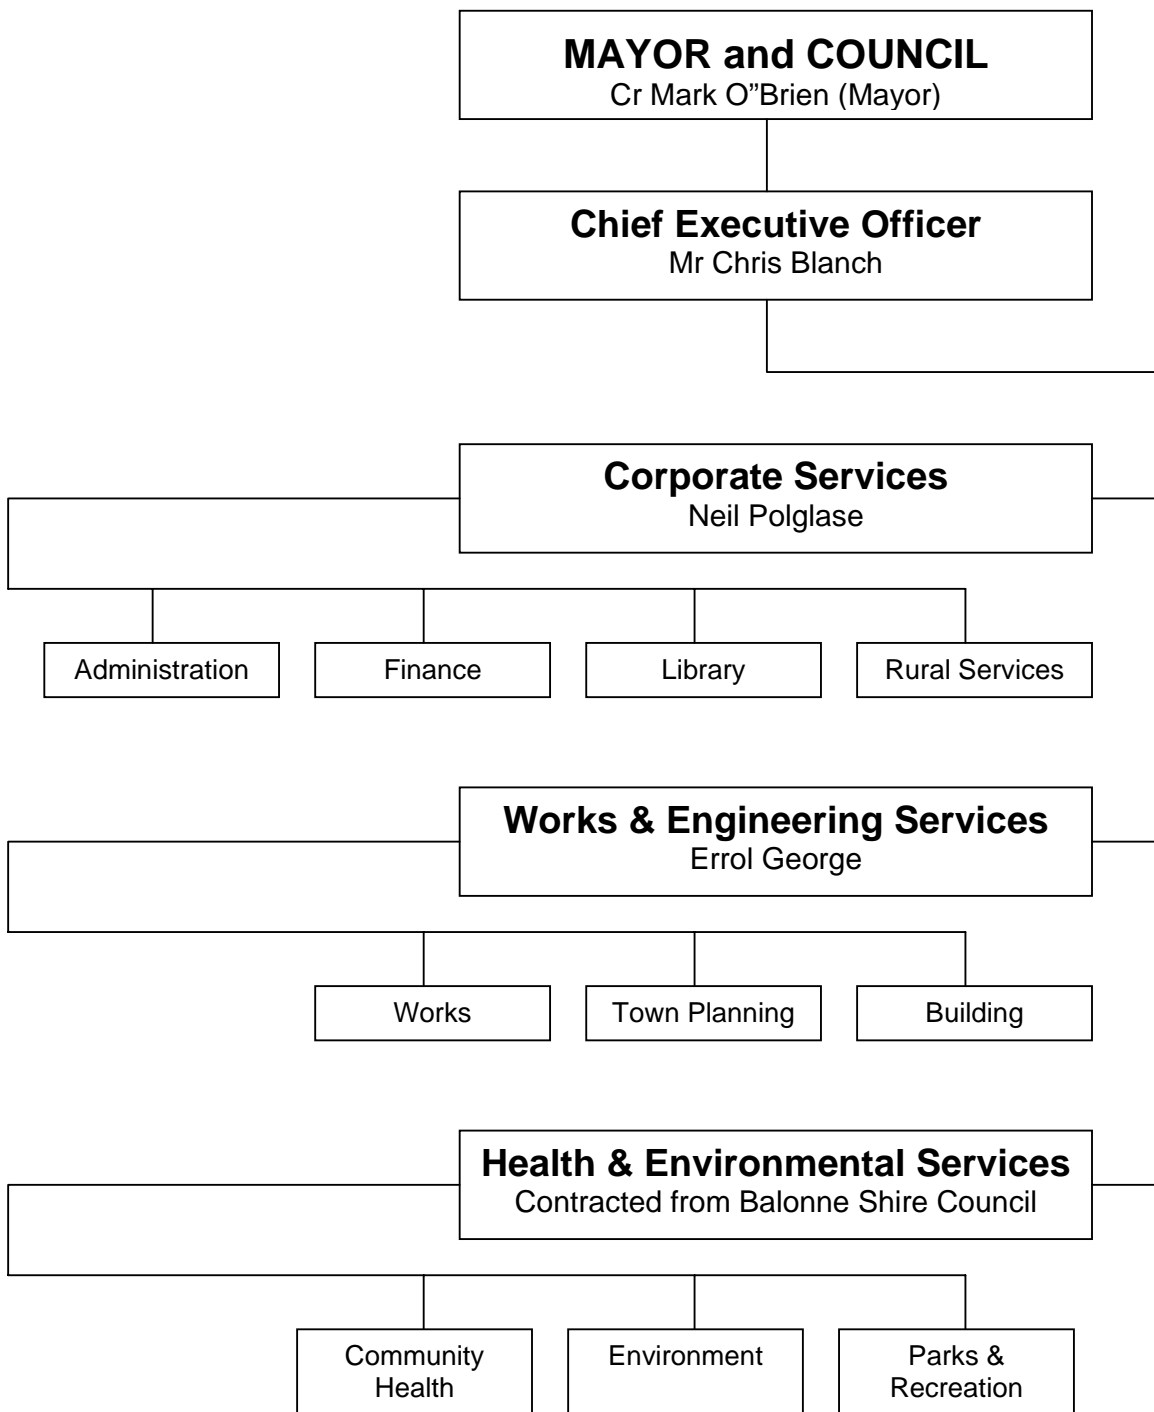 MAYOR and COUNCIL
Cr Mark O"Brien (Mayor)
Chief Executive Officer
Mr Chris Blanch
Corporate Services
Neil Polglase
Administration
Finance
Library
Rural Services
Works & Engineering Services
Errol George
Works
Town Planning
Building
Health & Environmental Services
Contracted from Balonne Shire Council
Community
Health
Environment
Parks &
Recreation